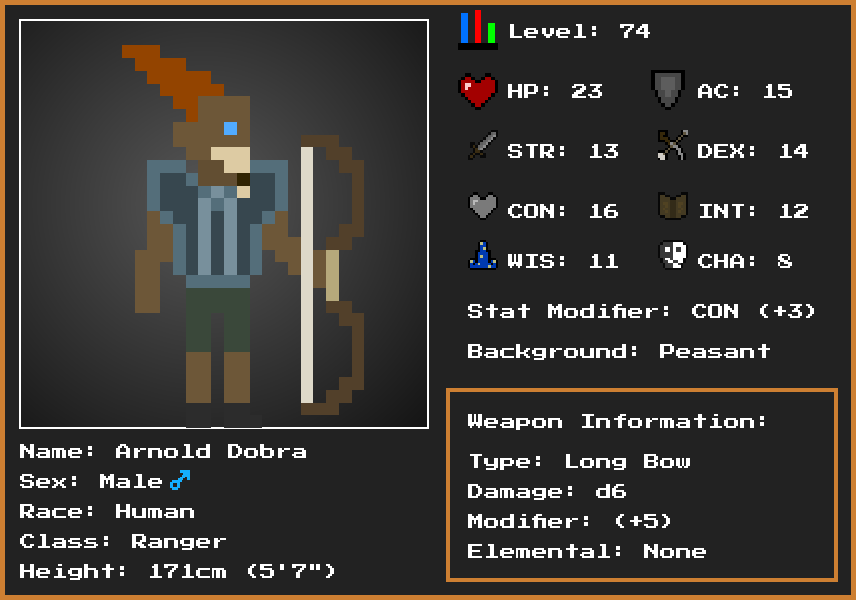 Level: 74
HP: 23 AC: 15
STR: 13 DEX: 14
CON: 16 INT: 12
WIS: 11 CHA: 8
Stat Modifier: CON (+3)
Background: Peasant
Weapon Information:
Type: Long Bow
Damage: d6
Modifier: (+5)
Elemental: None
Name: Arnold Dobra
Sex: Male♂
Race: Human
Class: Ranger
Height: 171cm (5'7")